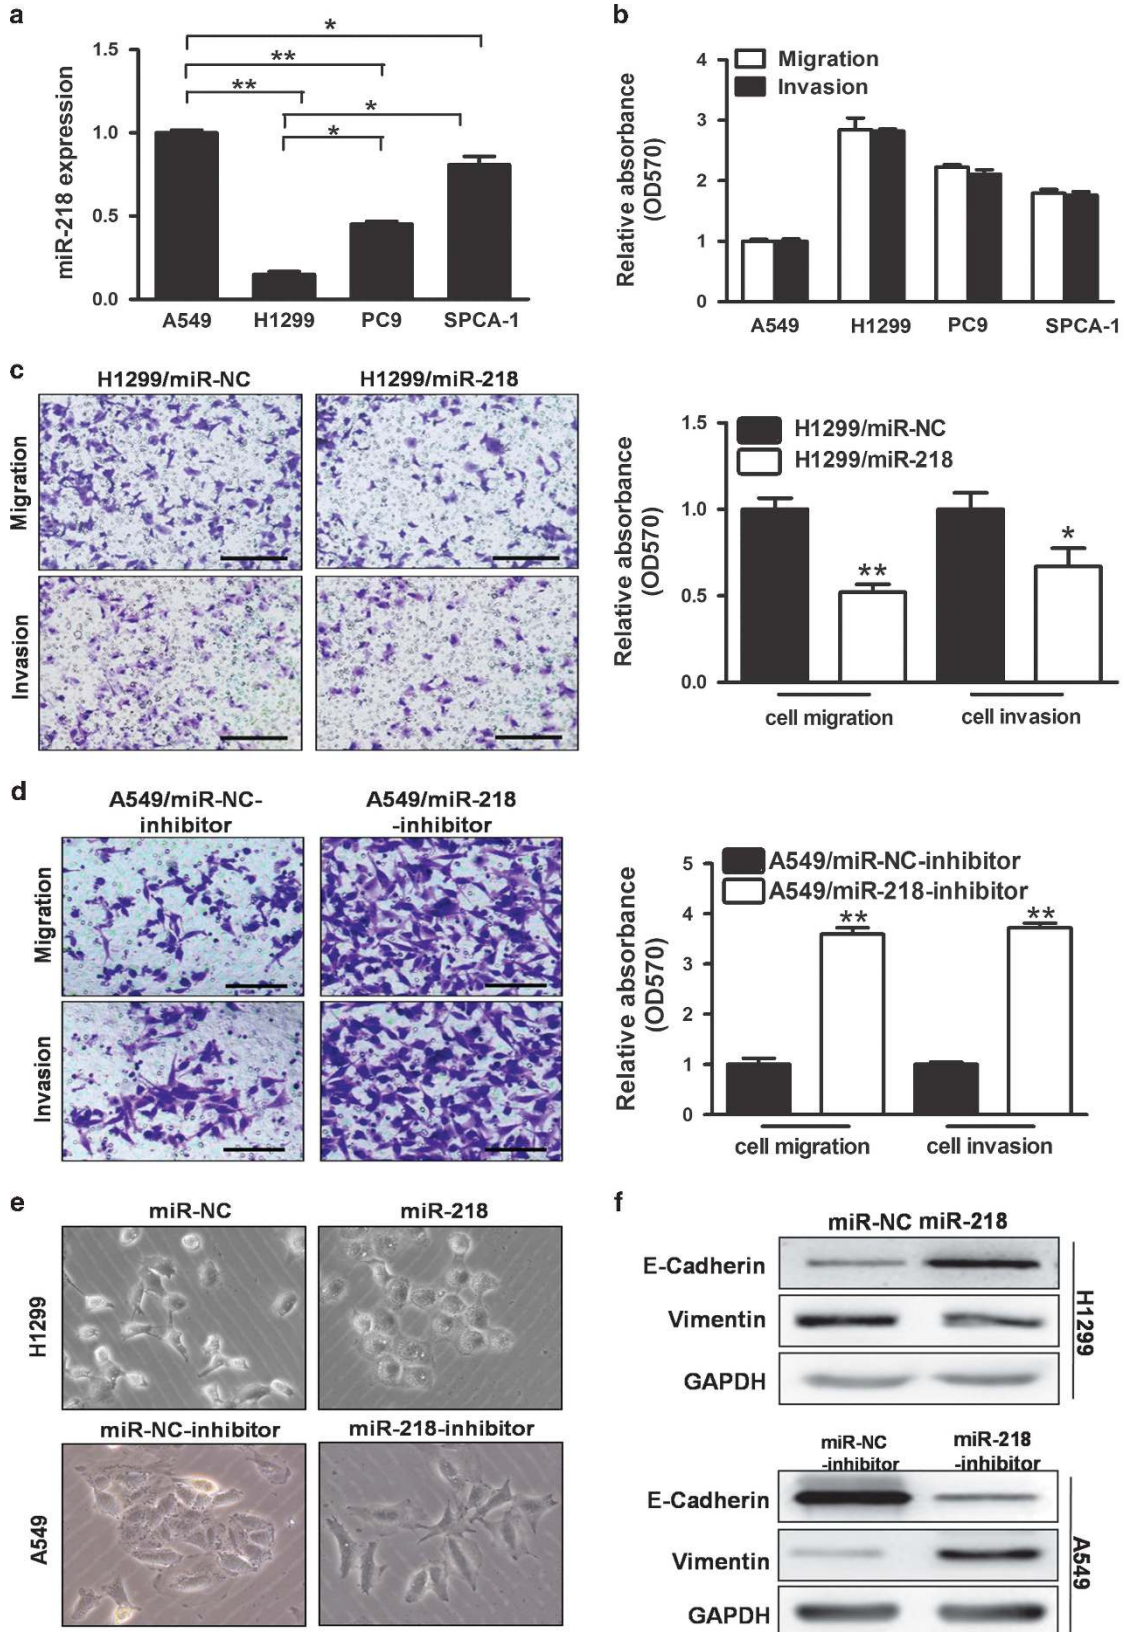 a
miR-218 expression
1.5
1.0
0.5
0.0
*
**
**
*
*
A549 H1299 PC9 SPCA-1
b
Relative absorbance
(OD570)
4
3
2
1
0
Migration
Invasion
A549 H1299 PC9 SPCA-1
c
H1299/miR-NC H1299/miR-218
Migration
Invasion
Relative absorbance
(OD570)
1.5
1.0
0.5
0.0
H1299/miR-NC
H1299/miR-218
**
*
cell migration cell invasion
d
A549/miR-NC-
inhibitor
A549/miR-218
-inhibitor
Migration
Invasion
Relative absorbance
(OD570)
5
4
3
2
1
0
A549/miR-NC-inhibitor
A549/miR-218-inhibitor
**
**
cell migration cell invasion
e
miR-NC miR-218
H1299
miR-NC-inhibitor miR-218-inhibitor
A549
f
miR-NC miR-218
E-Cadherin
Vimentin
GAPDH
H1299
miR-NC
-inhibitor
miR-218
-inhibitor
E-Cadherin
Vimentin
GAPDH
A549